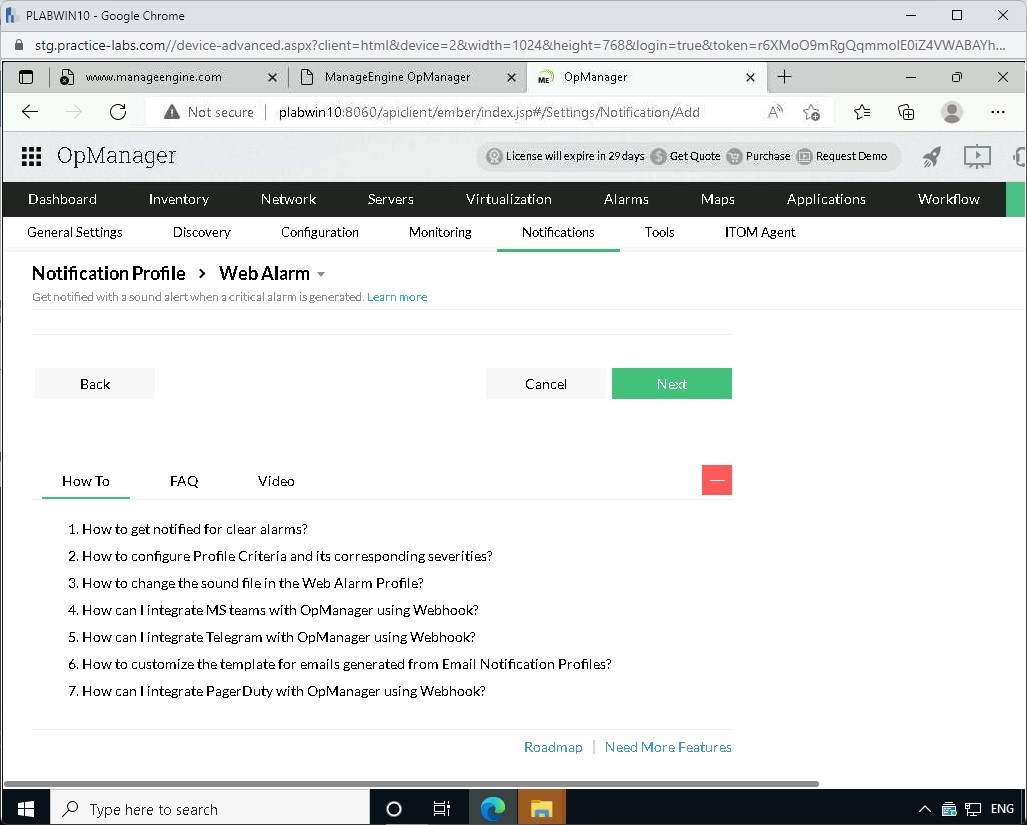 PLABWIN10 - Google Chrome
stg.practice-labs.com//device-advanced.aspx?client=html&device=2&width=1024&height=768&login=true&token=r6XMoO9mRgQqmmolE0iZ4VWABAYh...
www.manageengine.com
ManageEngine OpManager
ME OpManager
Not secure | plabwin10:8060/apiclient/ember/index.jsp#/Settings/Notification/Add
OpManager
License will expire in 29 days Get Quote Purchase Request Demo
Dashboard Inventory Network Servers Virtualization Alarms Maps Applications Workflow
General Settings Discovery Configuration Monitoring Notifications Tools ITOM Agent
Notification Profile > Web Alarm
Get notified with a sound alert when a critical alarm is generated. Learn more
Back Cancel Next
How To FAQ Video
1. How to get notified for clear alarms?
2. How to configure Profile Criteria and its corresponding severities?
3. How to change the sound file in the Web Alarm Profile?
4. How can I integrate MS teams with OpManager using Webhook?
5. How can I integrate Telegram with OpManager using Webhook?
6. How to customize the template for emails generated from Email Notification Profiles?
7. How can I integrate PagerDuty with OpManager using Webhook?
Roadmap | Need More Features
Type here to search
ENG